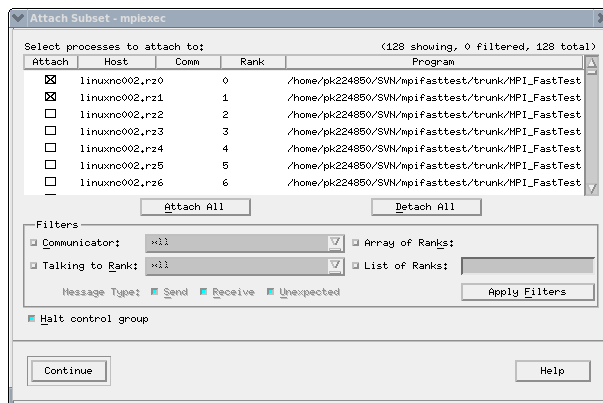 Attach Subset - mpiexec
Select processes to attach to: (128 showing, 0 filtered, 128 total)
Attach Host Comm Rank Program
linuxnc002.rz0 0 /home/pk224850/SVN/mpifasttest/trunk/MPI_FastTest
linuxnc002.rz1 1 /home/pk224850/SVN/mpifasttest/trunk/MPI_FastTest
linuxnc002.rz2 2 /home/pk224850/SVN/mpifasttest/trunk/MPI_FastTest
linuxnc002.rz3 3 /home/pk224850/SVN/mpifasttest/trunk/MPI_FastTest
linuxnc002.rz4 4 /home/pk224850/SVN/mpifasttest/trunk/MPI_FastTest
linuxnc002.rz5 5 /home/pk224850/SVN/mpifasttest/trunk/MPI_FastTest
linuxnc002.rz6 6 /home/pk224850/SVN/mpifasttest/trunk/MPI_FastTest
Attach All Detach All
Filters
Communicator: All Array of Ranks:
Talking to Rank: All List of Ranks:
Message Type: Send Receive Unexpected Apply Filters
Halt control group
Continue Help